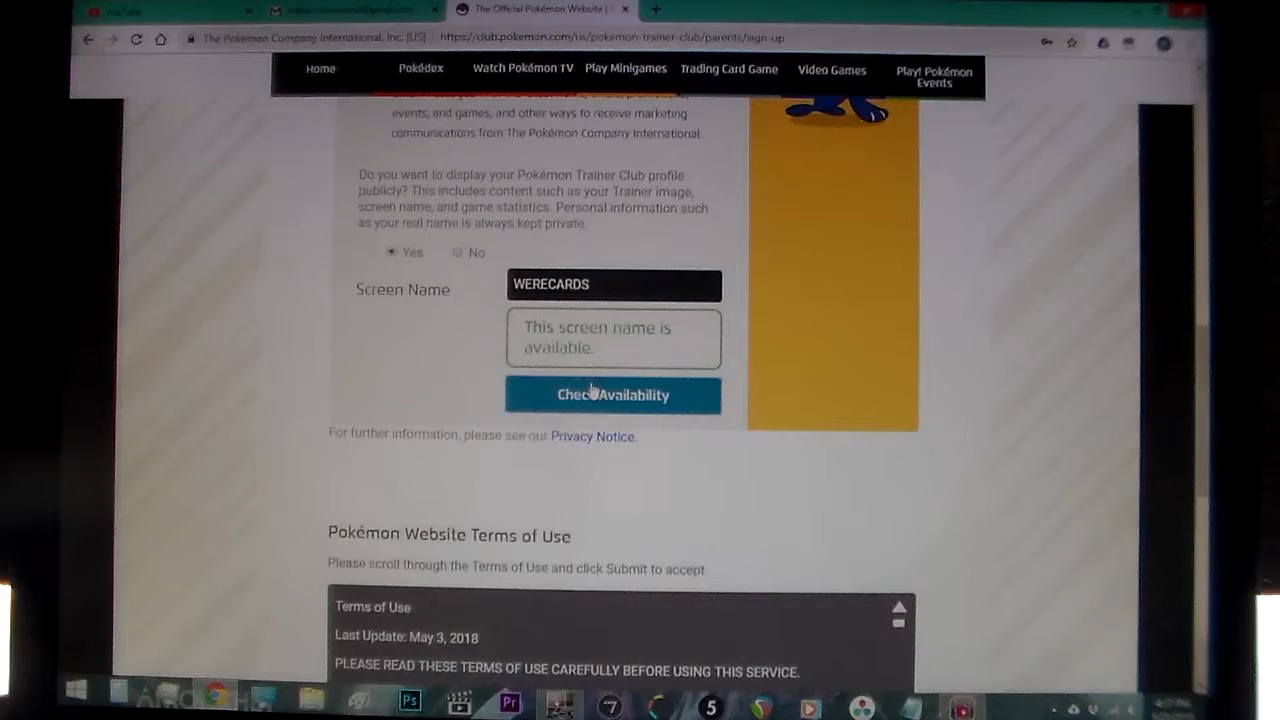 YouTube
The Official Pokémon Website |
The Pokémon Company International, Inc. [US]
https://club.pokemon.com/us/pokemon-trainer-club/parents/sign-up
Home
Pokédex
Watch Pokémon TV
Play Minigames
Trading Card Game
Video Games
Play! Pokémon
Events
events, and games, and other ways to receive marketing
communications from The Pokémon Company International.
Do you want to display your Pokémon Trainer Club profile
publicly? This includes content such as your Trainer image,
screen name, and game statistics. Personal information such
as your real name is always kept private.
Yes No
Screen Name
WERECARDS
This screen name is
available.
Check Availability
For further information, please see our Privacy Notice.
Pokémon Website Terms of Use
Please scroll through the Terms of Use and click Submit to accept
Terms of Use
Last Update: May 3, 2018
PLEASE READ THESE TERMS OF USE CAREFULLY BEFORE USING THIS SERVICE.
Ps
Pr
7
5